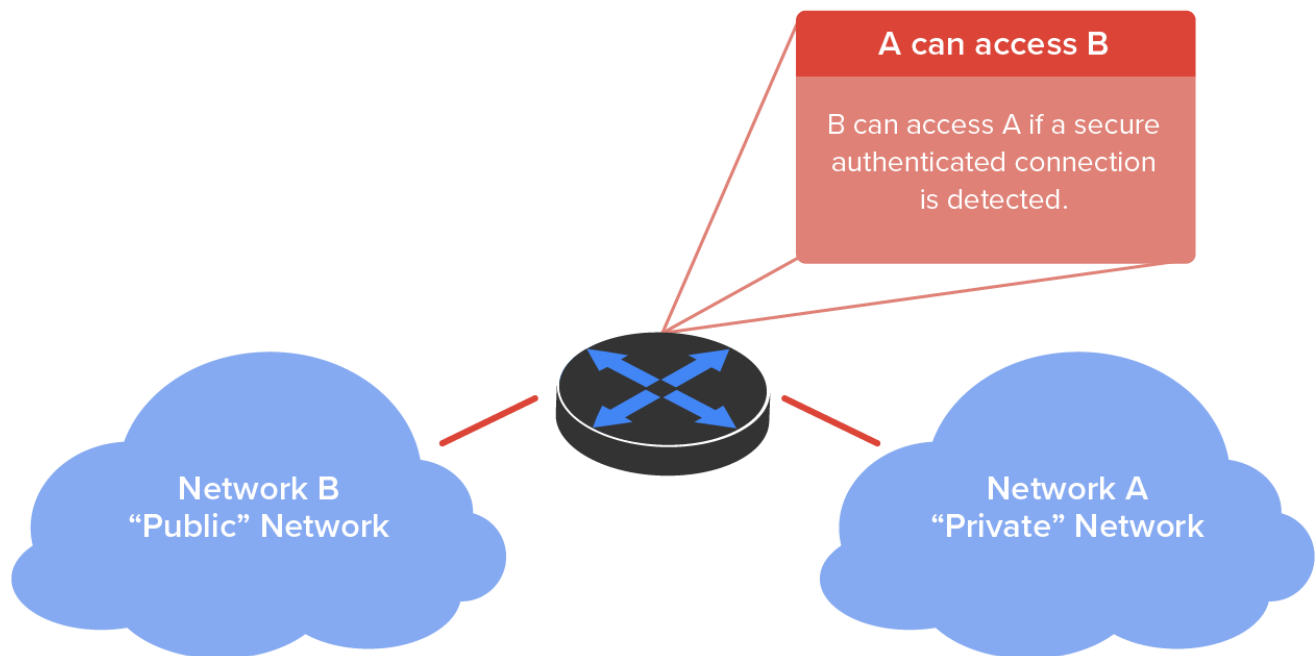 A can access B
B can access A if a secure
authenticated connection
is detected.
Network B
“Public” Network
Network A
“Private” Network